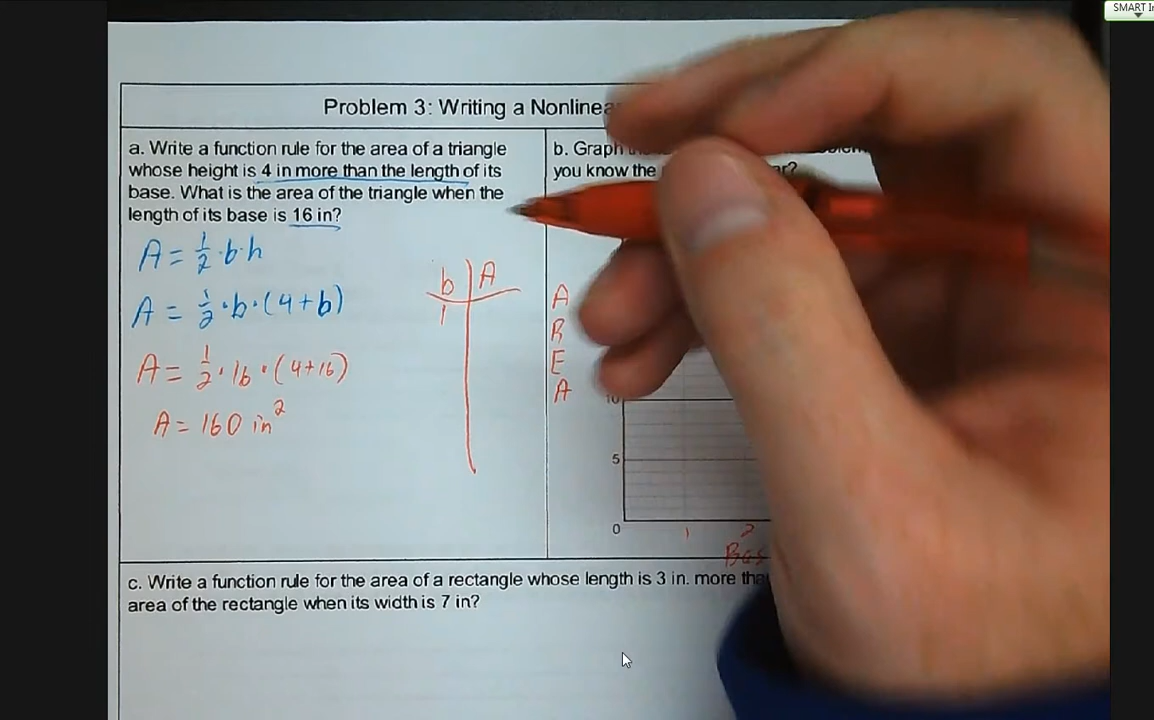 SMART
Problem 3: Writing a
a. Write a function rule for the area of a triangle
whose height is 4 in more than the length of its
base. What is the area of the triangle when the
length of its base is 16 in?
A = 1/2 · b · h
A = 1/2 · b · (4 + b)
A = 1/2 · 16 · (4 + 16)
A = 160 in²
b | A
1
b. Graph
you know the
A
R
E
A
10
5
0
1 2
c. Write a function rule for the area of a rectangle whose length is 3 in. more
area of the rectangle when its width is 7 in?